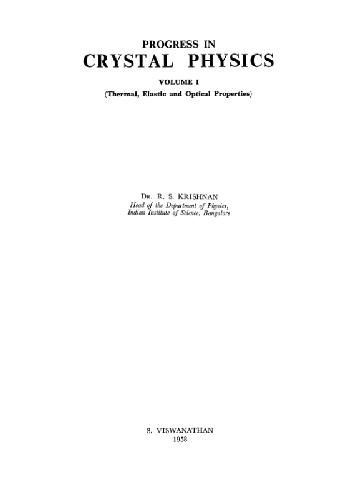 PROGRESS IN
CRYSTAL PHYSICS
VOLUME I
(Thermal, Elastic and Optical Properties)
DR. R. S. KRISHNAN
Head of the Department of Physics,
Indian Institute of Science, Bangalore
S. VISWANATHAN
1958